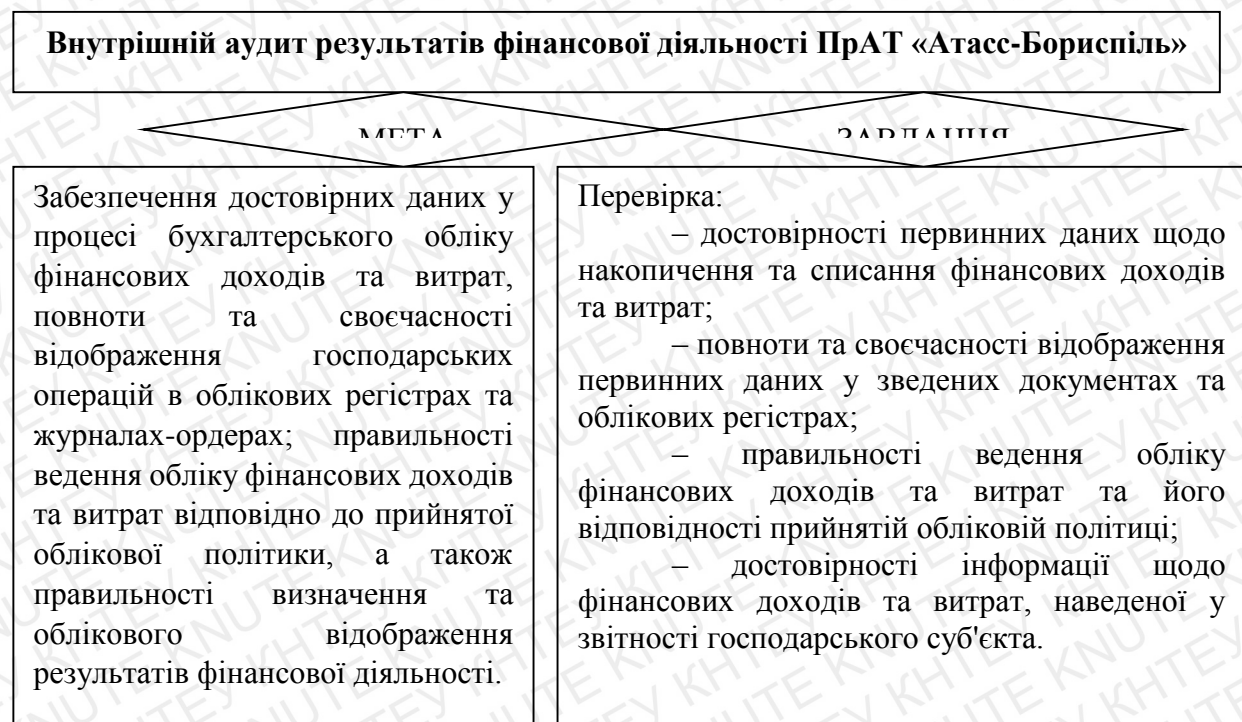 Внутрішній аудит результатів фінансової діяльності ПрАТ «Атасс-Бориспіль»
МЕТА
ЗАВДАННЯ
Забезпечення достовірних даних у
процесі бухгалтерського обліку
фінансових доходів та витрат,
повноти та своєчасності
відображення господарських
операцій в облікових регістрах та
журналах-ордерах; правильності
ведення обліку фінансових доходів
та витрат відповідно до прийнятої
облікової політики, а також
правильності визначення та
облікового відображення
результатів фінансової діяльності.
Перевірка:
– достовірності первинних даних щодо
накопичення та списання фінансових доходів
та витрат;
– повноти та своєчасності відображення
первинних даних у зведених документах та
облікових регістрах;
– правильності ведення обліку
фінансових доходів та витрат та його
відповідності прийнятій обліковій політиці;
– достовірності інформації щодо
фінансових доходів та витрат, наведеної у
звітності господарського суб'єкта.